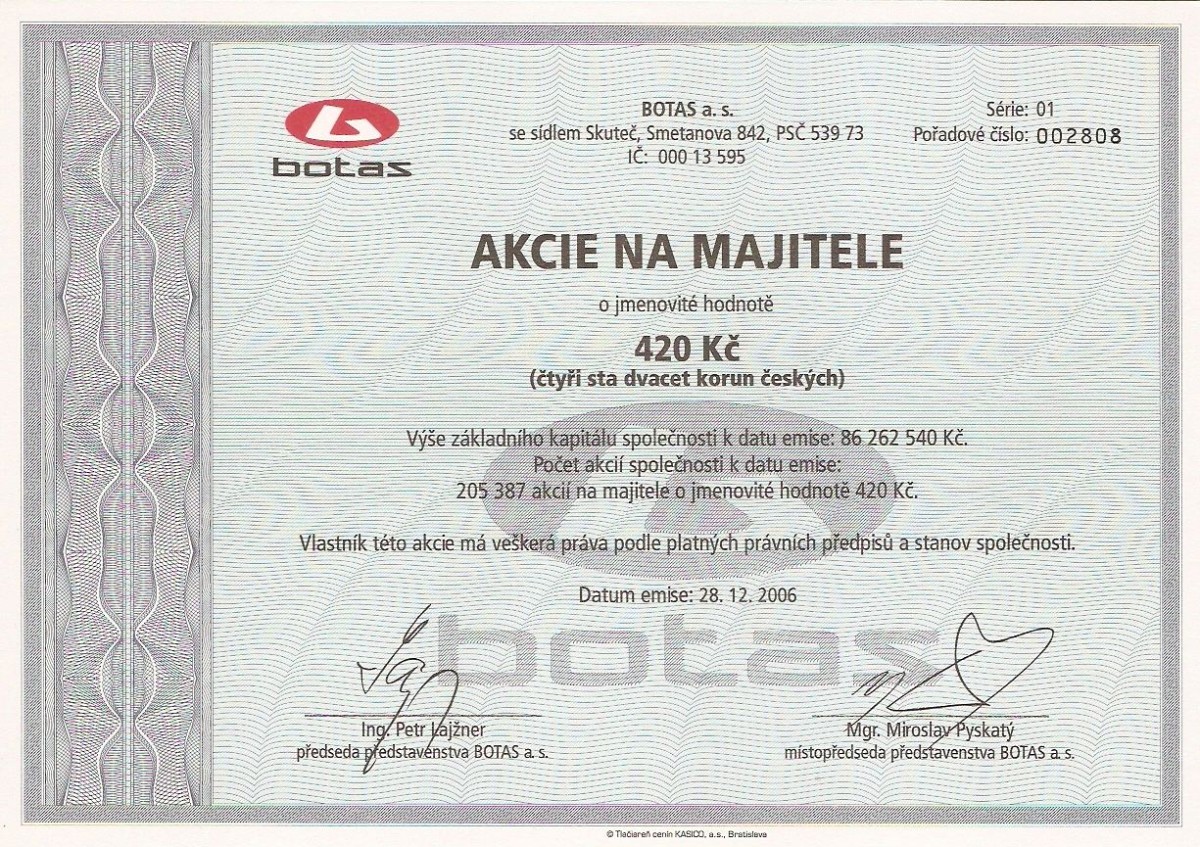 botas
BOTAS a. s.
se sídlem Skuteč, Smetanova 842, PSČ 539 73
IČ: 000 13 595
Série: 01
Pořadové číslo: 002808
AKCIE NA MAJITELE
o jmenovité hodnotě
420 Kč
(čtyři sta dvacet korun českých)
Výše základního kapitálu společnosti k datu emise: 86 262 540 Kč.
Počet akcií společnosti k datu emise:
205 387 akcií na majitele o jmenovité hodnotě 420 Kč.
Vlastník této akcie má veškerá práva podle platných právních předpisů a stanov společnosti.
Datum emise: 28. 12. 2006
botas
Ing. Petr Lajžner
předseda představenstva BOTAS a. s.
Mgr. Miroslav Pyskatý
místopředseda představenstva BOTAS a. s.
© Tlačiareň cenín KASICO, a.s., Bratislava